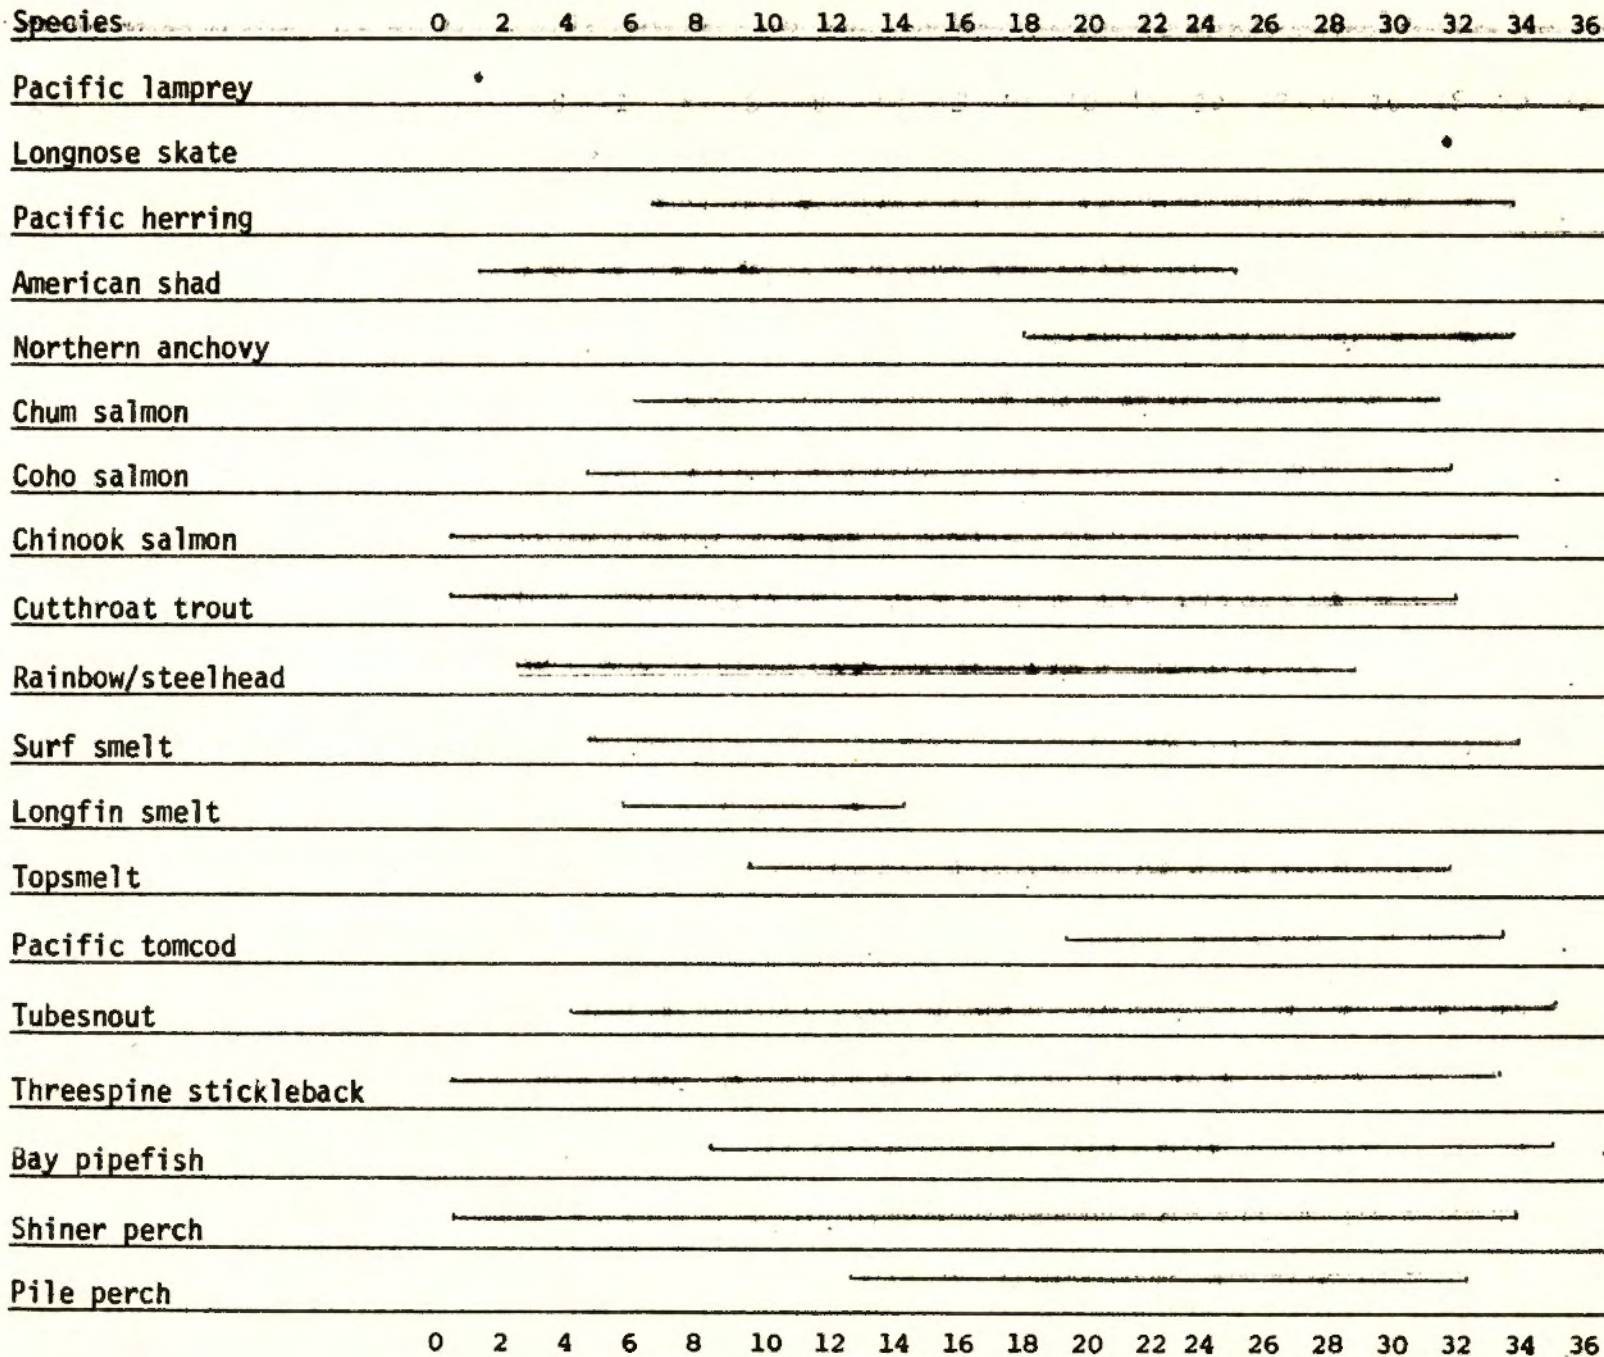 Species 0 2 4 6 8 10 12 14 16 18 20 22 24 26 28 30 32 34 36
Pacific lamprey
Longnose skate
Pacific herring
American shad
Northern anchovy
Chum salmon
Coho salmon
Chinook salmon
Cutthroat trout
Rainbow/steelhead
Surf smelt
Longfin smelt
Topsmelt
Pacific tomcod
Tubesnout
Threespine stickleback
Bay pipefish
Shiner perch
Pile perch
0 2 4 6 8 10 12 14 16 18 20 22 24 26 28 30 32 34 36